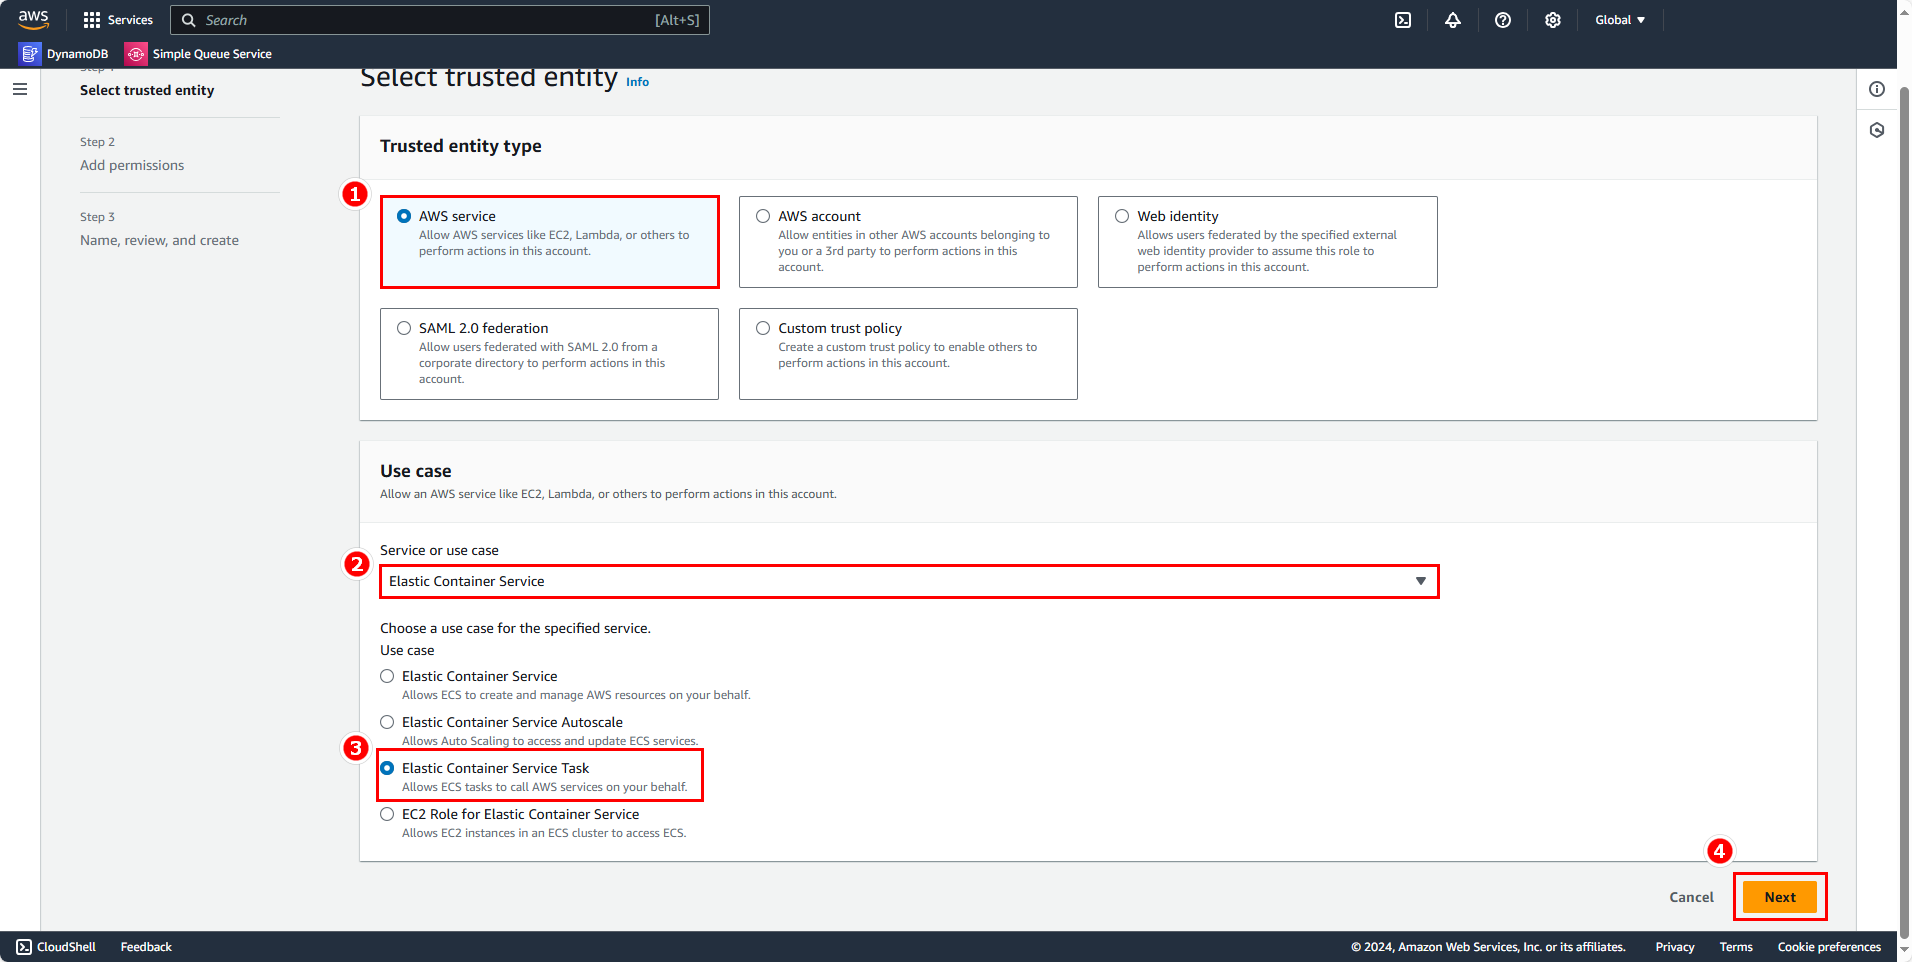 aws
Services
Search
[Alt+S]
Global
DynamoDB
Simple Queue Service
Step 1
Select trusted entity
Step 2
Add permissions
Step 3
Name, review, and create
Select trusted entity Info
Trusted entity type
1
AWS service
Allow AWS services like EC2, Lambda, or others to
perform actions in this account.
AWS account
Allow entities in other AWS accounts belonging to
you or a 3rd party to perform actions in this
account.
Web identity
Allows users federated by the specified external
web identity provider to assume this role to
perform actions in this account.
SAML 2.0 federation
Allow users federated with SAML 2.0 from a
corporate directory to perform actions in this
account.
Custom trust policy
Create a custom trust policy to enable others to
perform actions in this account.
Use case
Allow an AWS service like EC2, Lambda, or others to perform actions in this account.
Service or use case
2
Elastic Container Service
Choose a use case for the specified service.
Use case
Elastic Container Service
Allows ECS to create and manage AWS resources on your behalf.
Elastic Container Service Autoscale
Allows Auto Scaling to access and update ECS services.
3
Elastic Container Service Task
Allows ECS tasks to call AWS services on your behalf.
EC2 Role for Elastic Container Service
Allows EC2 instances in an ECS cluster to access ECS.
4
Cancel
Next
CloudShell
Feedback
© 2024, Amazon Web Services, Inc. or its affiliates.
Privacy
Terms
Cookie preferences